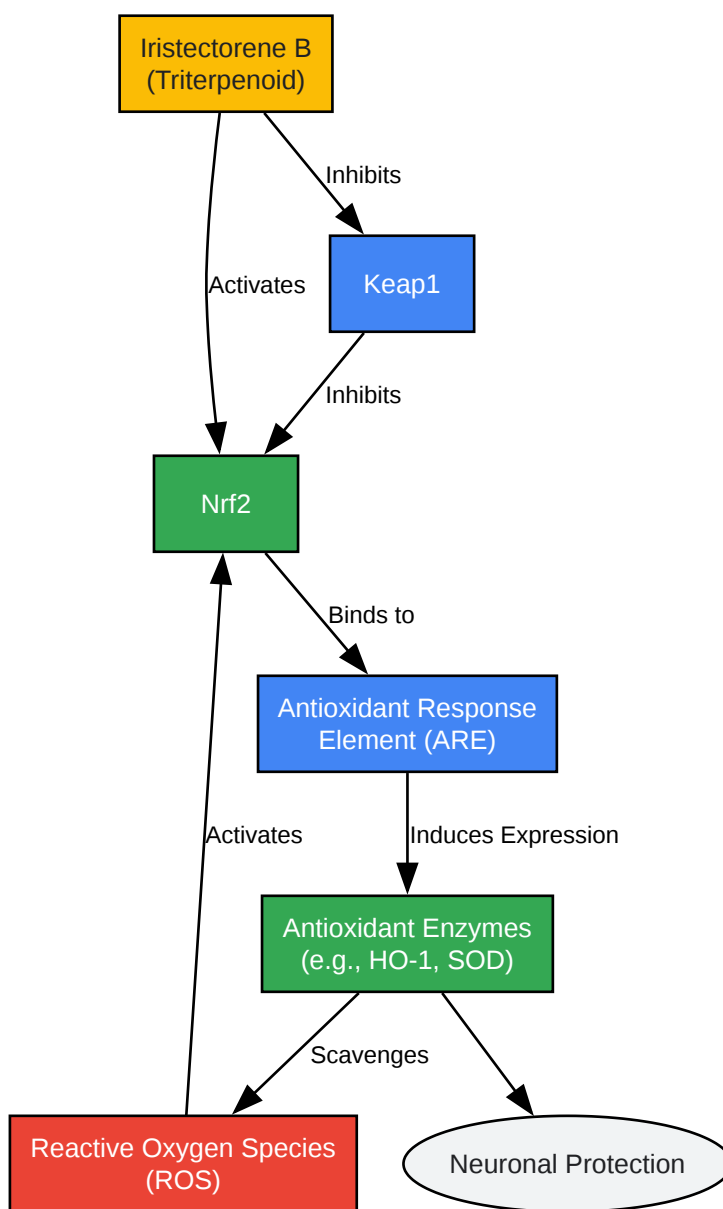 Iristectorene B
(Triterpenoid)
Inhibits
Keap1
Activates
Inhibits
Nrf2
Binds to
Antioxidant Response
Element (ARE)
Activates
Induces Expression
Antioxidant Enzymes
(e.g., HO-1, SOD)
Scavenges
Reactive Oxygen Species
(ROS)
Neuronal Protection